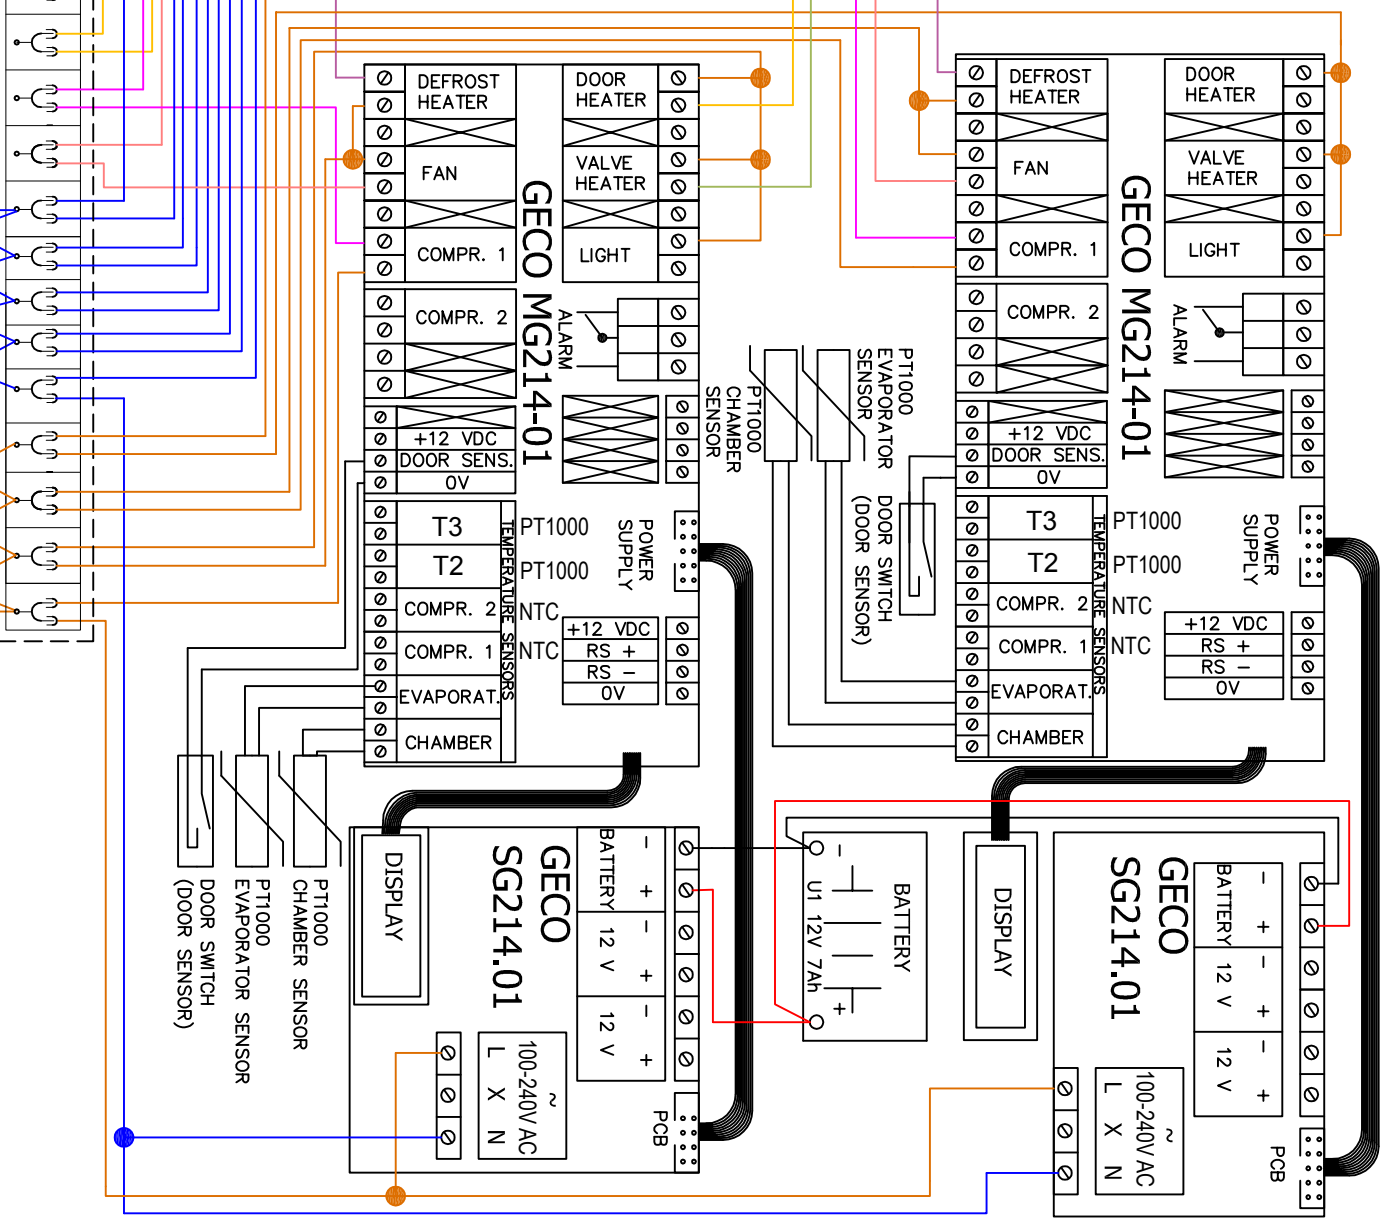 DEFROST
HEATER
FAN
COMPR. 1
COMPR. 2
+12 VDC
DOOR SENS.
0V
T3
T2
COMPR. 2
COMPR. 1
EVAPORAT.
CHAMBER
TEMPERATURE SENSORS
PT1000
PT1000
NTC
NTC
GECO MG214-01
DOOR
HEATER
VALVE
HEATER
LIGHT
ALARM
POWER
SUPPLY
+12 VDC
RS +
RS -
0V
PT1000
CHAMBER
SENSOR
PT1000
EVAPORATOR
SENSOR
DOOR SWITCH
(DOOR SENSOR)
DEFROST
HEATER
FAN
COMPR. 1
COMPR. 2
+12 VDC
DOOR SENS.
0V
T3
T2
COMPR. 2
COMPR. 1
EVAPORAT.
CHAMBER
TEMPERATURE SENSORS
PT1000
PT1000
NTC
NTC
GECO MG214-01
DOOR
HEATER
VALVE
HEATER
LIGHT
ALARM
POWER
SUPPLY
+12 VDC
RS +
RS -
0V
DOOR SWITCH
(DOOR SENSOR)
PT1000
EVAPORATOR SENSOR
PT1000
CHAMBER SENSOR
DISPLAY
GECO
SG214.01
BATTERY
- +
12 V
- +
12 V
- +
100-240V AC
~
L X N
PCB
BATTERY
U1 12V 7Ah
-
+
DISPLAY
GECO
SG214.01
BATTERY
- +
12 V
- +
12 V
- +
100-240V AC
~
L X N
PCB